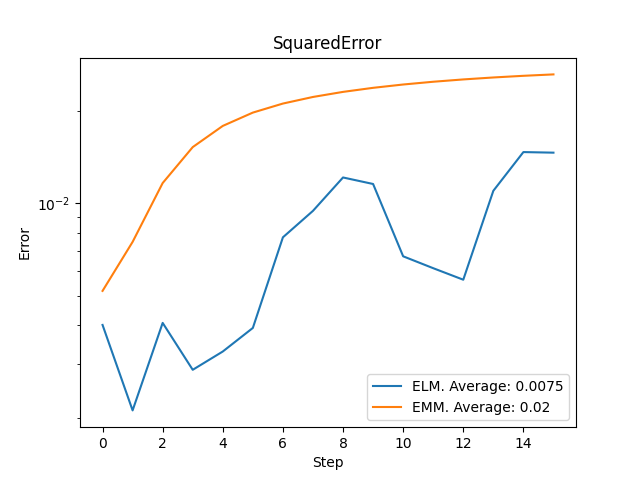 SquaredError
Error
10⁻²
0 2 4 6 8 10 12 14
Step
ELM. Average: 0.0075
EMM. Average: 0.02